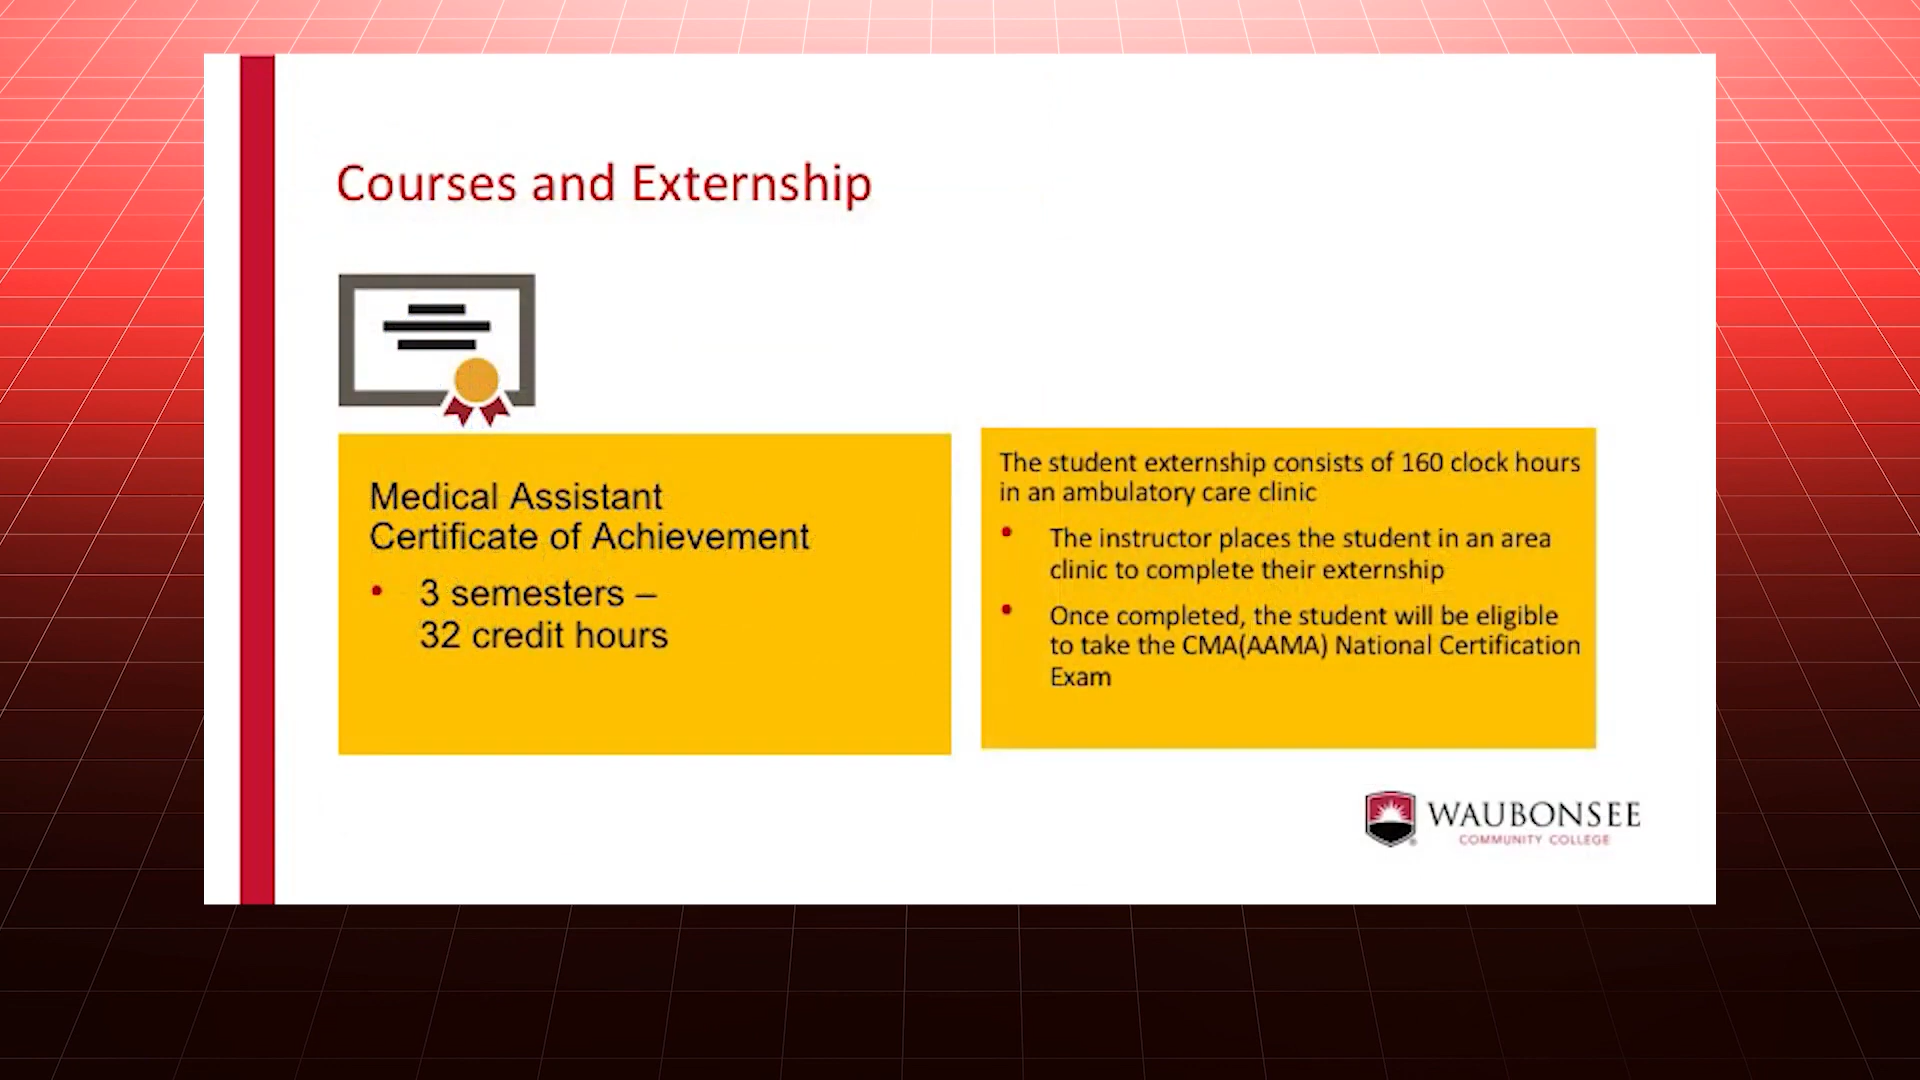 Courses and Externship
Medical Assistant
Certificate of Achievement
• 3 semesters –
32 credit hours
The student externship consists of 160 clock hours
in an ambulatory care clinic
• The instructor places the student in an area
clinic to complete their externship
• Once completed, the student will be eligible
to take the CMA(AAMA) National Certification
Exam
WAUBONSEE
COMMUNITY COLLEGE